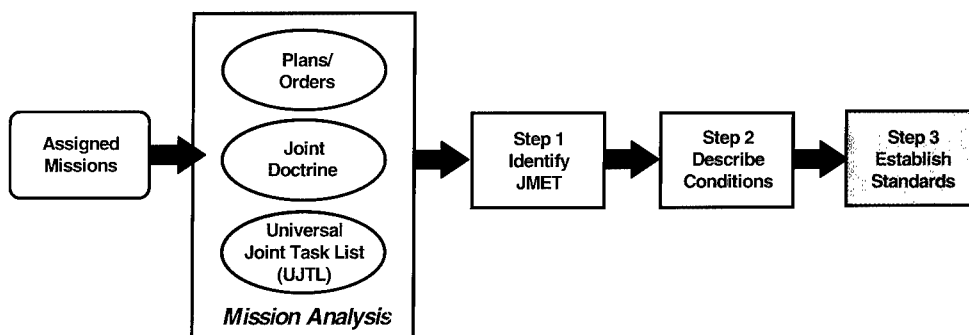 Assigned
Missions
Plans/
Orders
Joint
Doctrine
Universal
Joint Task List
(UJTL)
Mission Analysis
Step 1
Identify
JMET
Step 2
Describe
Conditions
Step 3
Establish
Standards